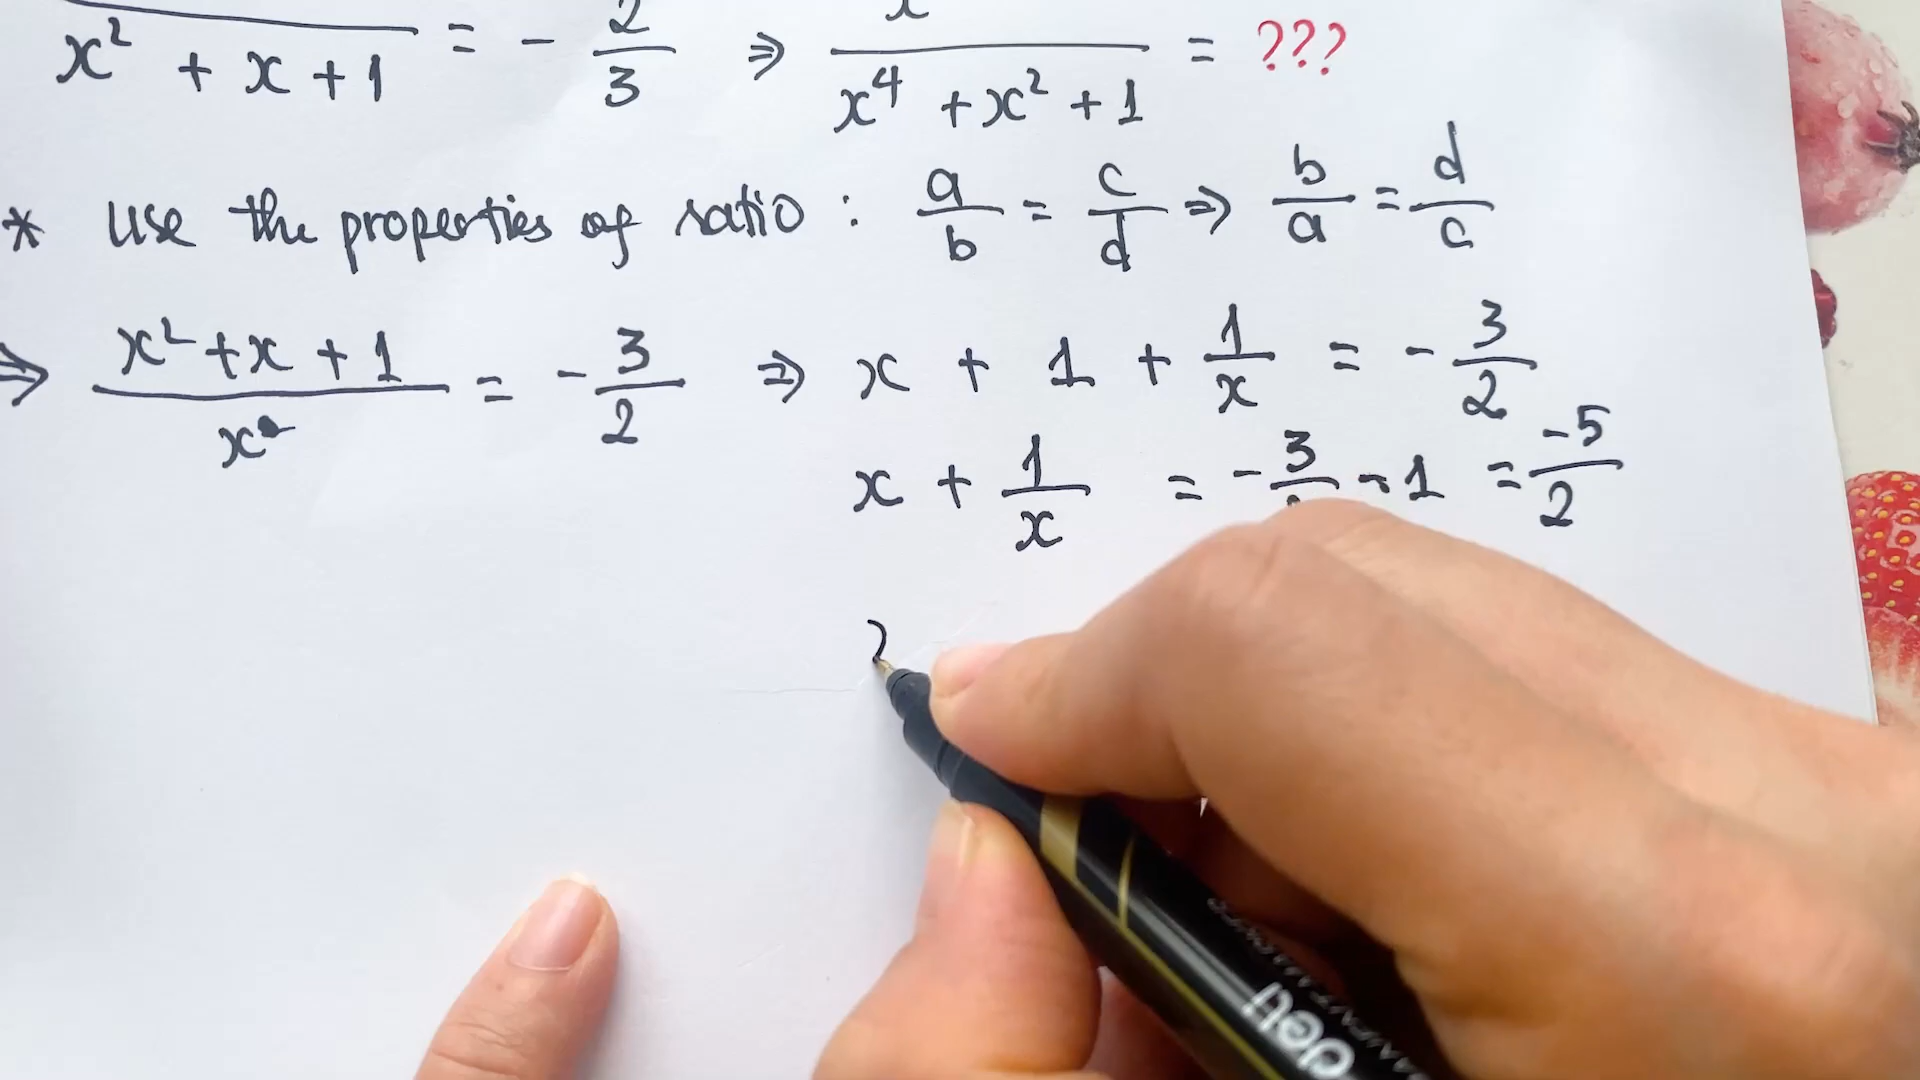 x² + x + 1 = - 2/3 ⇒ x / x⁴ + x² + 1 = ???
* Use the properties of ratio : a/b = c/d ⇒ b/a = d/c
⇒ x² + x + 1 / x = - 3/2 ⇒ x + 1 + 1/x = - 3/2
x + 1/x = - 3 - 1 = -5/2
deli